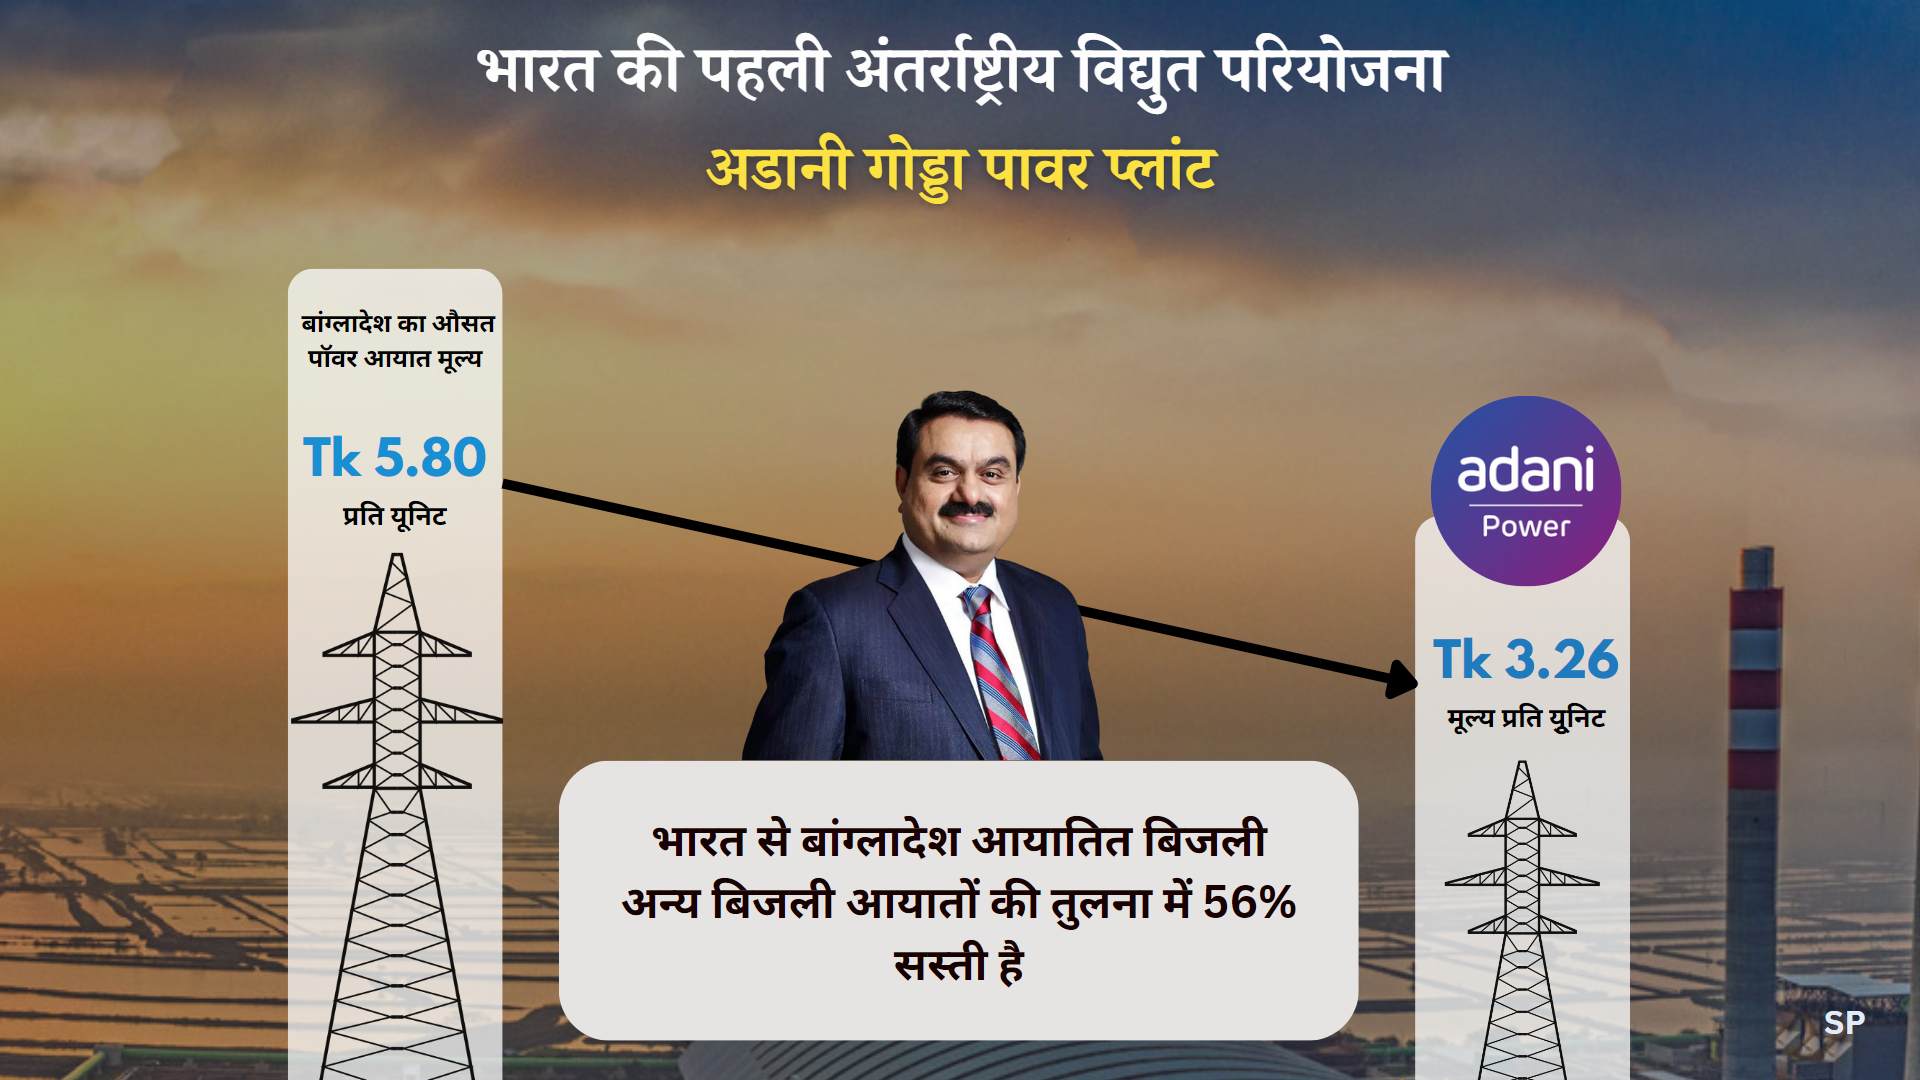 भारत की पहली अंतर्राष्ट्रीय विद्युत परियोजना
अडानी गोड्डा पावर प्लांट
बांग्लादेश का औसत
पॉवर आयात मूल्य
Tk 5.80
प्रति यूनिट
adani
Power
Tk 3.26
मूल्य प्रति यूनिट
भारत से बांग्लादेश आयातित बिजली
अन्य बिजली आयातों की तुलना में 56%
सस्ती है
SP